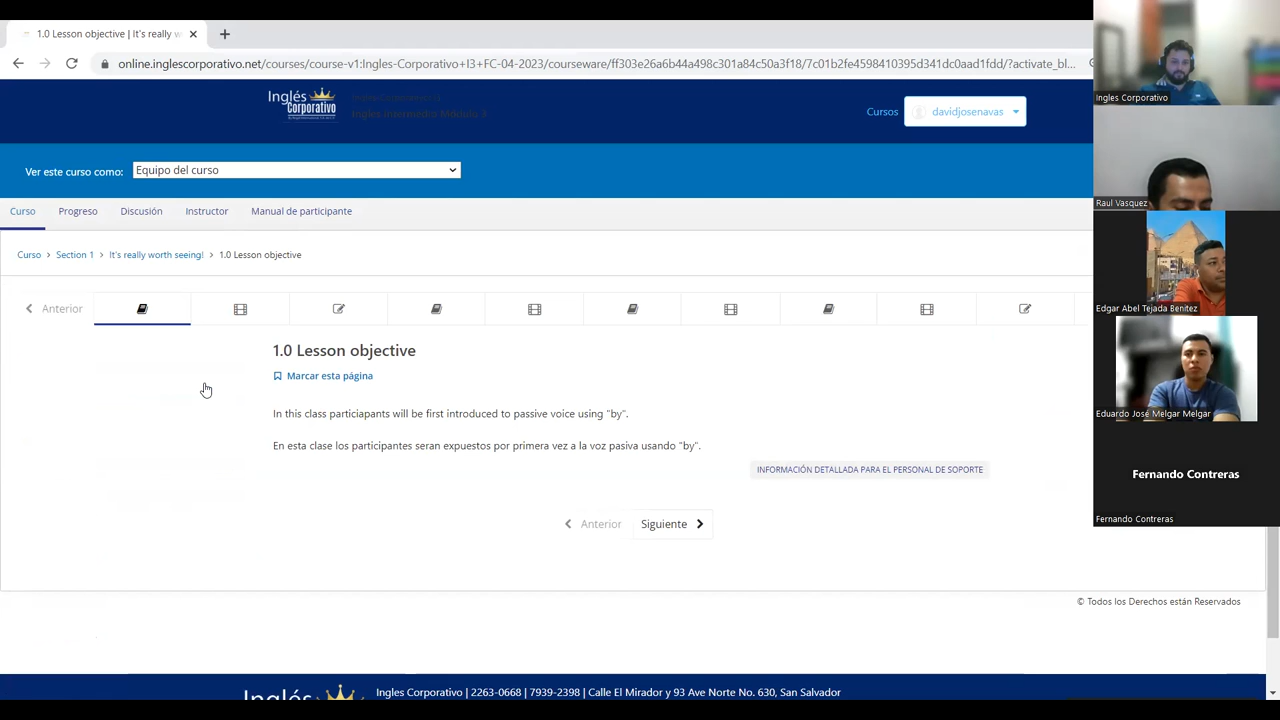 1.0 Lesson objective | It's really w
online.inglescorporativo.net/courses/course-v1:Ingles-Corporativo+I3+FC-04-2023/courseware/ff303e26a6b44a498c301a84c50a3f18/7c01b2fe4598410395d341dc0aad1fdd/?activate_bl...
Inglés
Corporativo
Ingles Intermedio Módulo 3
Cursos
davidjosenavas
Ver este curso como:
Equipo del curso
Curso
Progreso
Discusión
Instructor
Manual de participante
Curso > Section 1 > It's really worth seeing! > 1.0 Lesson objective
Anterior
1.0 Lesson objective
Marcar esta página
In this class particiapants will be first introduced to passive voice using "by".
En esta clase los participantes seran expuestos por primera vez a la voz pasiva usando "by".
INFORMACIÓN DETALLADA PARA EL PERSONAL DE SOPORTE
Anterior
Siguiente
© Todos los Derechos están Reservados
Inglés
Ingles Corporativo | 2263-0668 | 7939-2398 | Calle El Mirador y 93 Ave Norte No. 630, San Salvador
Ingles Corporativo
Raul Vasquez
Edgar Abel Tejada Benitez
Eduardo José Melgar Melgar
Fernando Contreras
Fernando Contreras